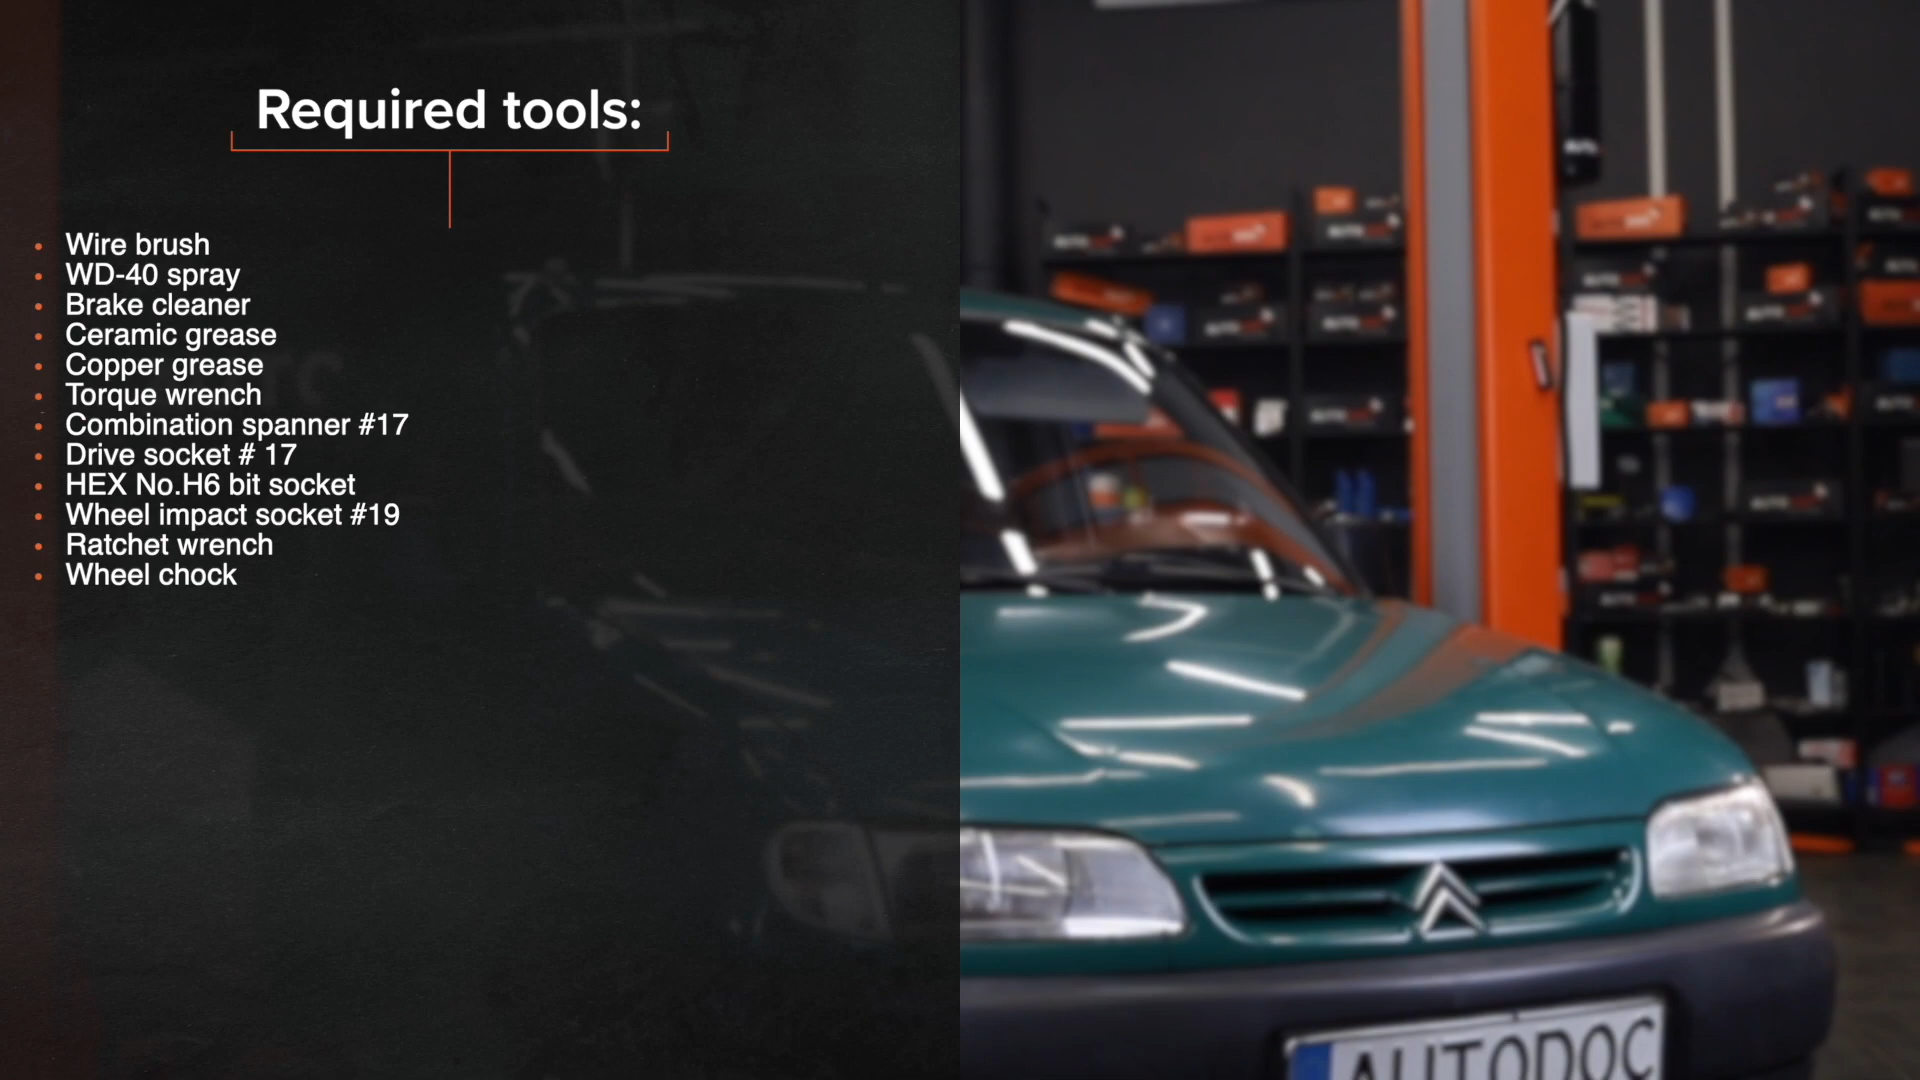 Required tools:
Wire brush
WD-40 spray
Brake cleaner
Ceramic grease
Copper grease
Torque wrench
Combination spanner #17
Drive socket # 17
HEX No.H6 bit socket
Wheel impact socket #19
Ratchet wrench
Wheel chock
AUTODOC